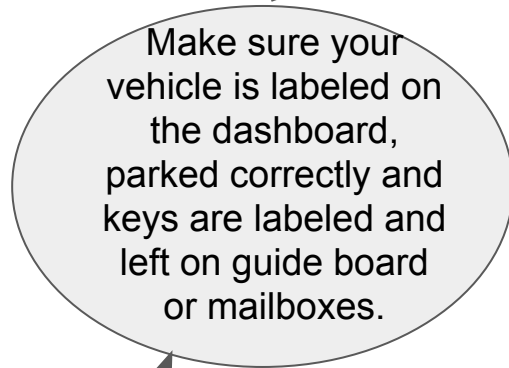 Make sure your
vehicle is labeled on
the dashboard,
parked correctly and
keys are labeled and
left on guide board
or mailboxes.